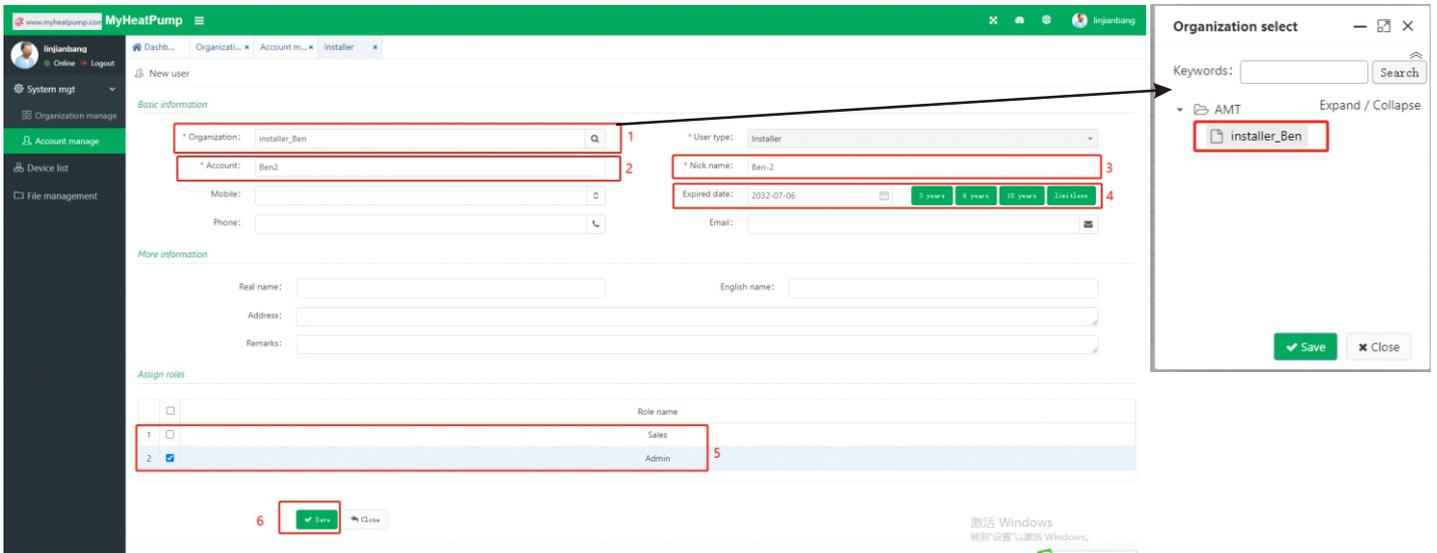 www.myheatpump.com MyHeatPump
linjianbang
linjianbang
Online Logout
Dashb... Organizati... × Account m... × Installer ×
New user
System mgt
Organization manage
Account manage
Device list
File management
Basic information
* Organization: installer_Ben 1 * User type: Installer
* Account: Ben2 2 * Nick name: Ben-2 3
Mobile: Expired date: 2032-07-06 3 years 6 years 10 years limitless 4
Phone: Email:
More information
Real name: English name:
Address:
Remarks:
Assign roles
Role name
1 Sales
2 Admin
5
6 Save Close
激活 Windows
转到"设置"以激活 Windows。
Organization select
Keywords: Search
AMT Expand / Collapse
installer_Ben
Save Close